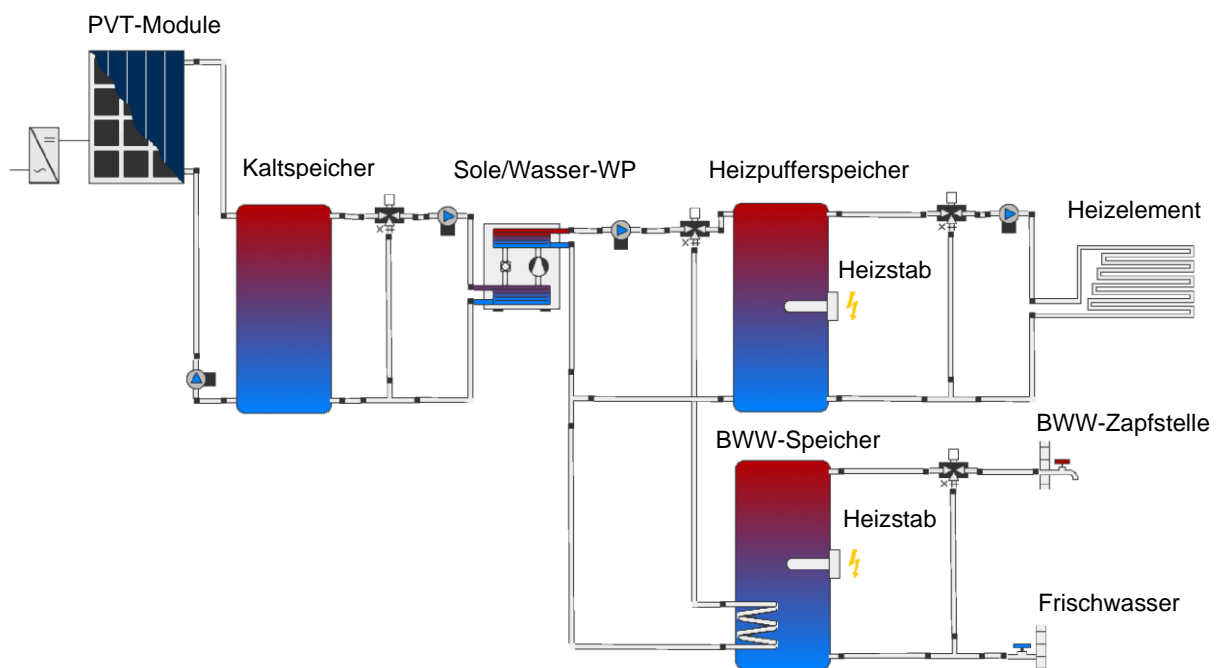 PVT-Module
Kaltspeicher
Sole/Wasser-WP
Heizpufferspeicher
Heizelement
Heizstab
BWW-Speicher
BWW-Zapfstelle
Heizstab
Frischwasser